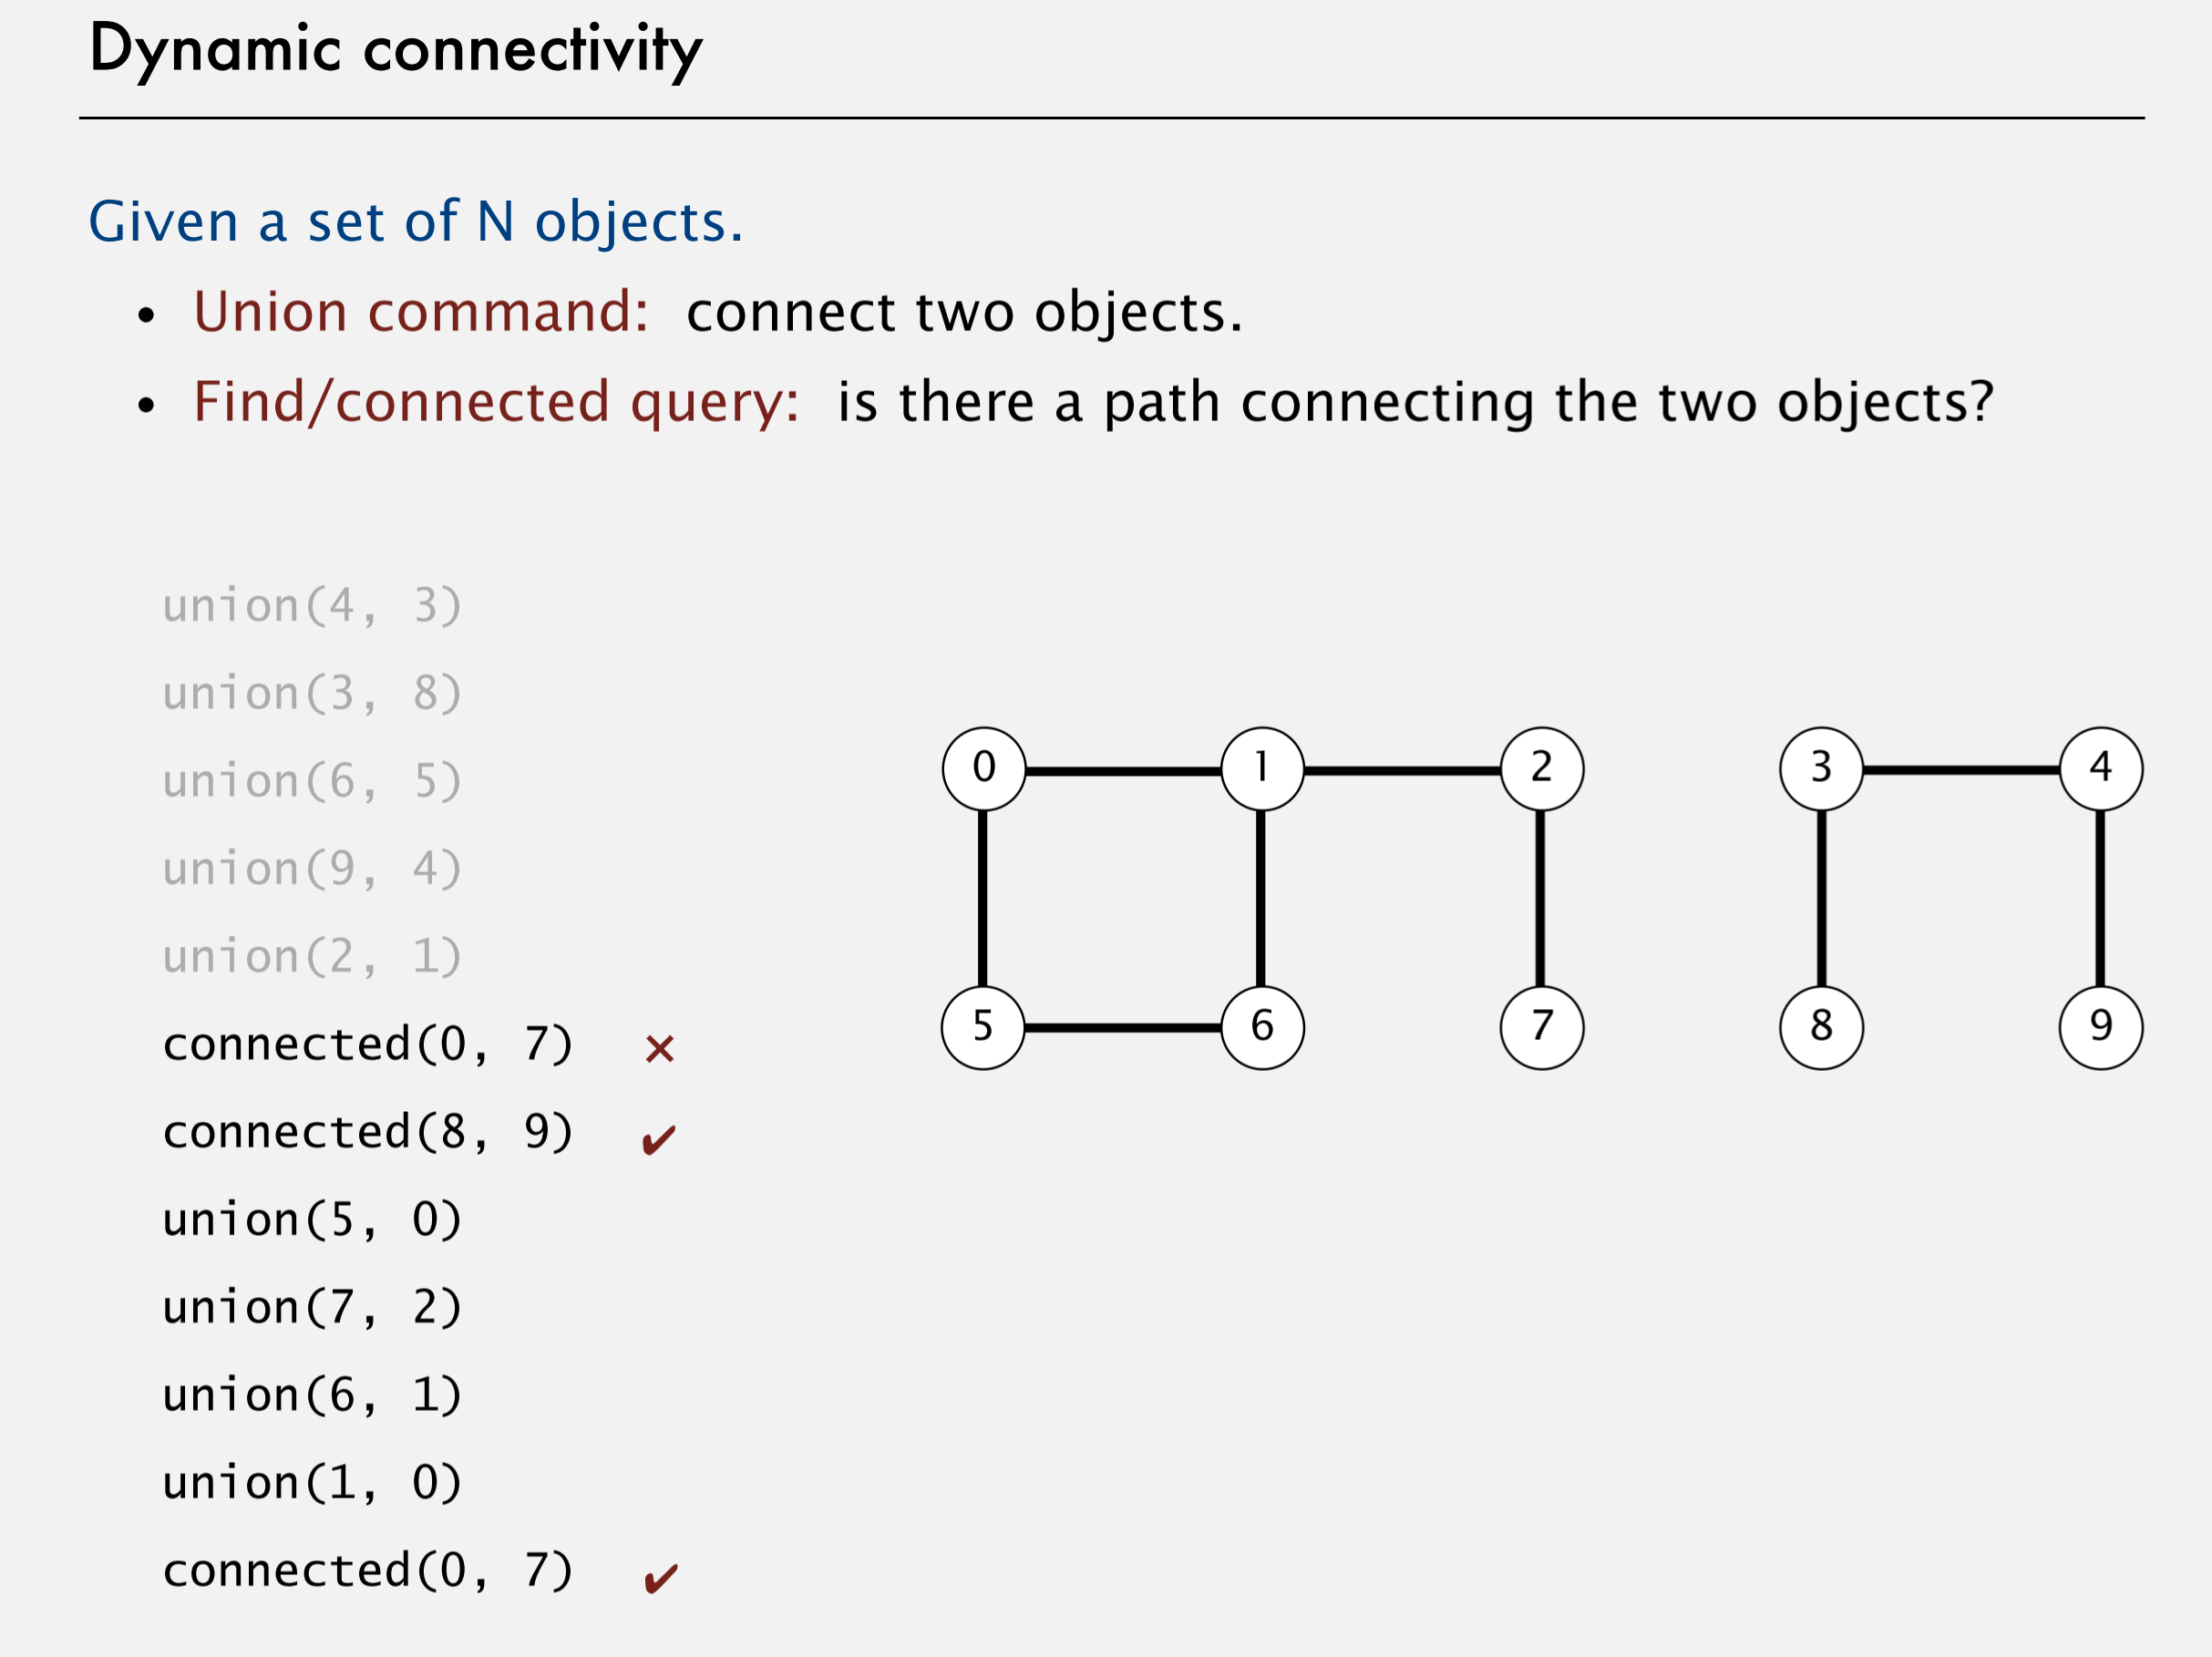 Dynamic connectivity
Given a set of N objects.
• Union command: connect two objects.
• Find/connected query: is there a path connecting the two objects?
union(4, 3)
union(3, 8)
union(6, 5)
union(9, 4)
union(2, 1)
connected(0, 7) ×
connected(8, 9) ✔
union(5, 0)
union(7, 2)
union(6, 1)
union(1, 0)
connected(0, 7) ✔
0 1 2 3 4
5 6 7 8 9